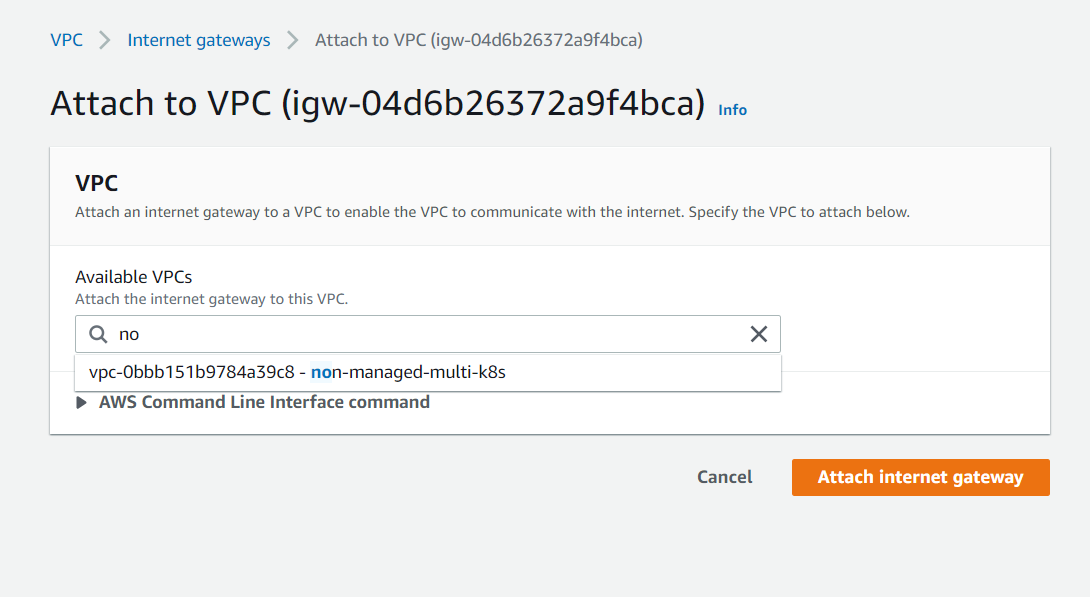 VPC > Internet gateways > Attach to VPC (igw-04d6b26372a9f4bca)
Attach to VPC (igw-04d6b26372a9f4bca) Info
VPC
Attach an internet gateway to a VPC to enable the VPC to communicate with the internet. Specify the VPC to attach below.
Available VPCs
Attach the internet gateway to this VPC.
no
vpc-0bbb151b9784a39c8 - non-managed-multi-k8s
AWS Command Line Interface command
Cancel Attach internet gateway